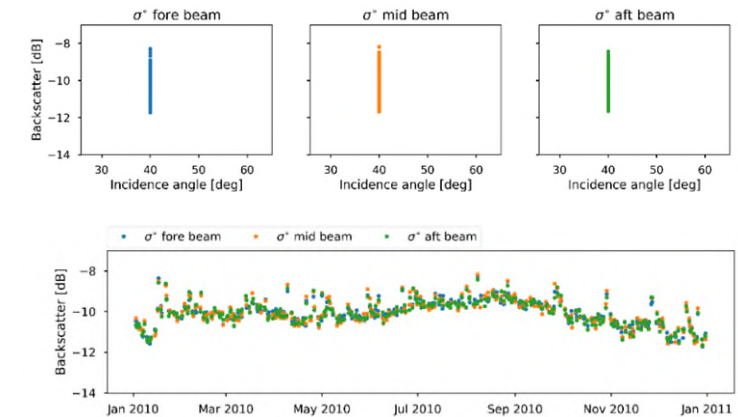 σ* fore beam
σ* mid beam
σ* aft beam
Backscatter [dB]
−8
−10
−12
−14
30 40 50 60
30 40 50 60
30 40 50 60
Incidence angle [deg]
Incidence angle [deg]
Incidence angle [deg]
σ* fore beam σ* mid beam σ* aft beam
Backscatter [dB]
−8
−10
−12
−14
Jan 2010 Mar 2010 May 2010 Jul 2010 Sep 2010 Nov 2010 Jan 2011